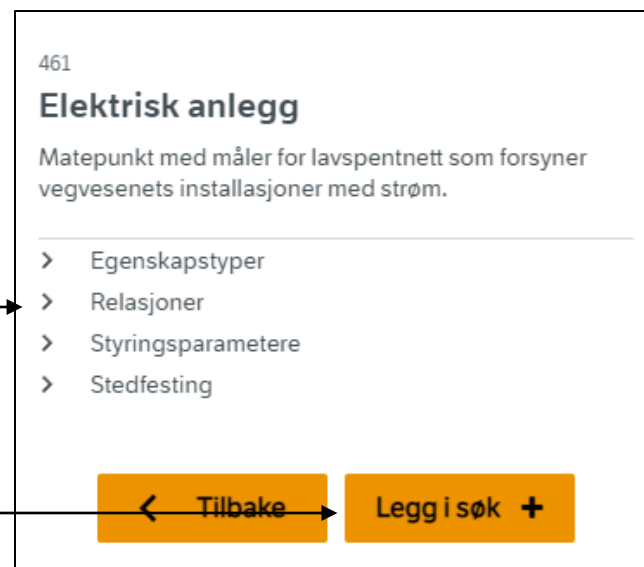 461
Elektrisk anlegg
Matepunkt med måler for lavspentnett som forsyner
vegvesenets installasjoner med strøm.
Egenskapstyper
Relasjoner
Styringsparametere
Stedfesting
Tilbake
Legg i søk +